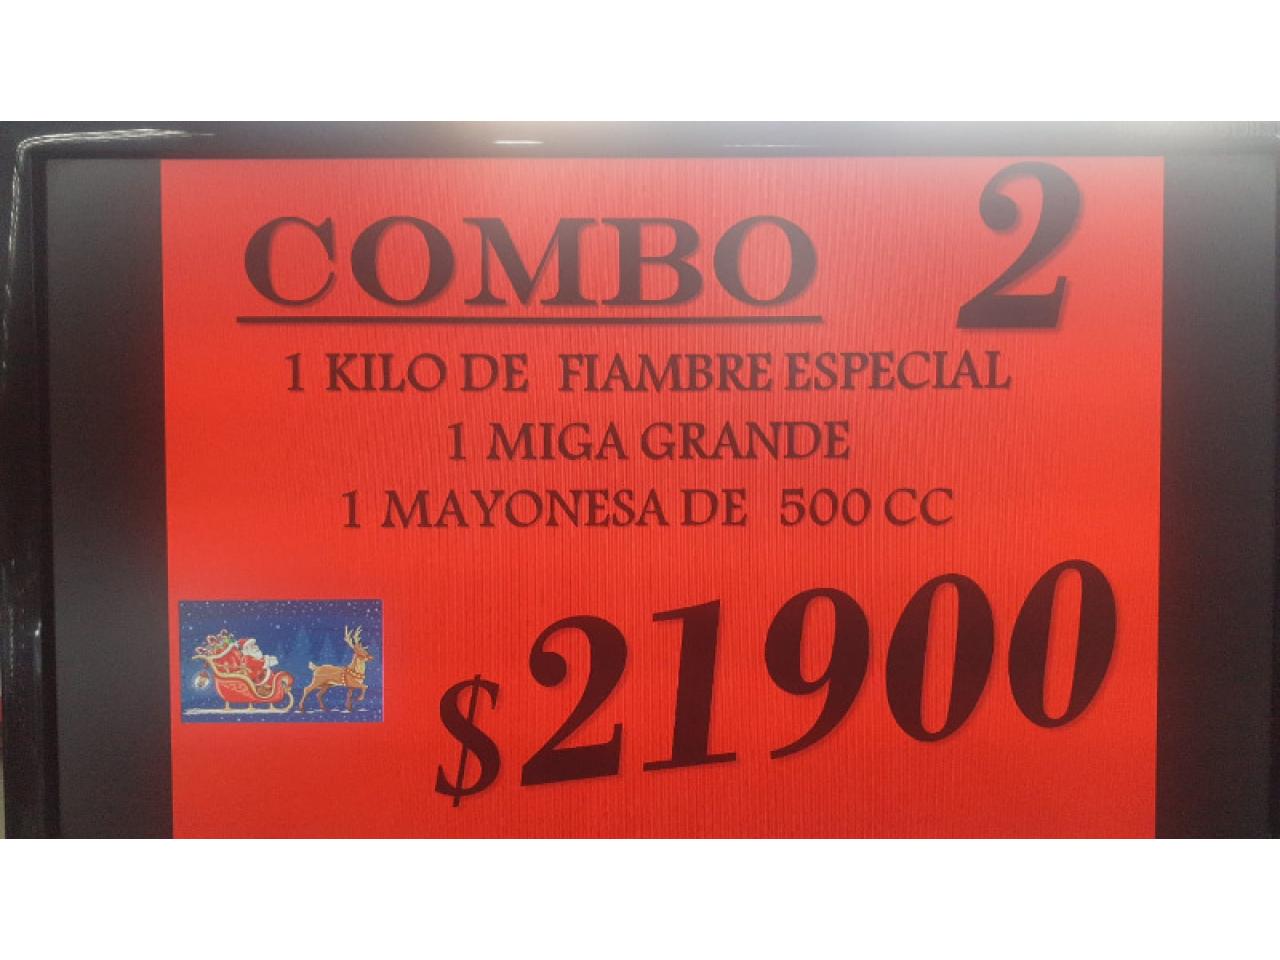 COMBO 2
1 KILO DE FIAMBRE ESPECIAL
1 MIGA GRANDE
1 MAYONESA DE 500 CC
$21900